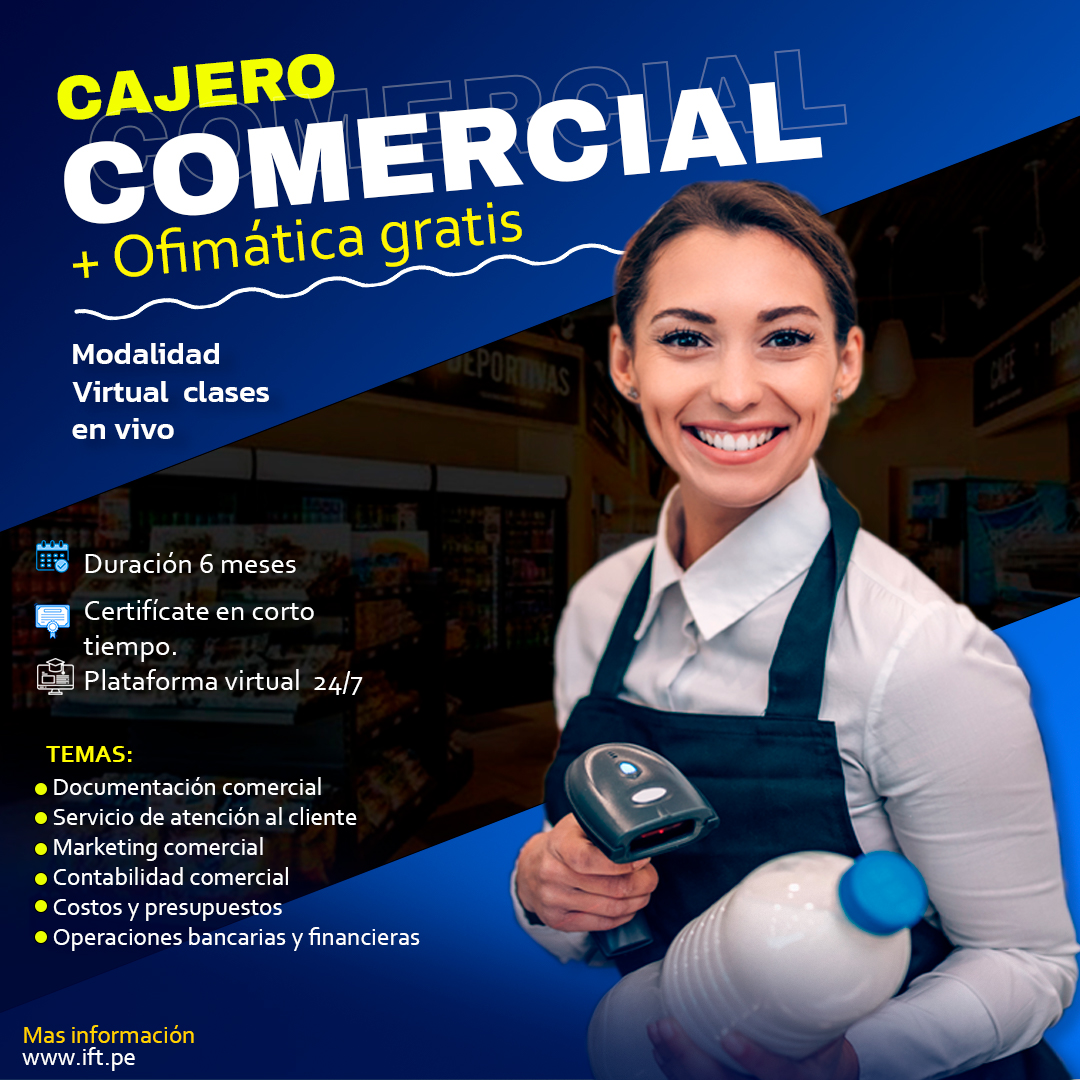 CAJERO
COMERCIAL
COMERCIAL
+ Ofimática gratis
Modalidad
Virtual clases
en vivo
DEPORTIVAS
CAFE
Duración 6 meses
Certifícate en corto
tiempo.
Plataforma virtual 24/7
TEMAS:
Documentación comercial
Servicio de atención al cliente
Marketing comercial
Contabilidad comercial
Costos y presupuestos
Operaciones bancarias y financieras
Mas información
www.ift.pe